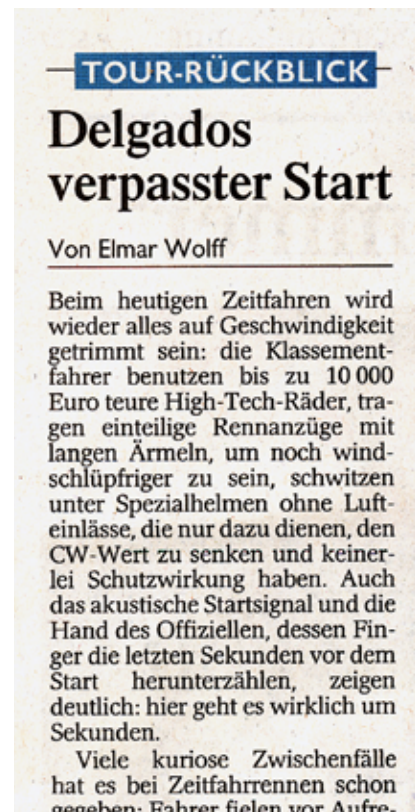 TOUR-RÜCKBLICK
Delgados
verpasster Start
Von Elmar Wolff
Beim heutigen Zeitfahren wird
wieder alles auf Geschwindigkeit
getrimmt sein: die Klassement-
fahrer benutzen bis zu 10 000
Euro teure High-Tech-Räder, tra-
gen einteilige Rennanzüge mit
langen Ärmeln, um noch wind-
schlüpfriger zu sein, schwitzen
unter Spezialhelmen ohne Luft-
einlässe, die nur dazu dienen, den
CW-Wert zu senken und keiner-
lei Schutzwirkung haben. Auch
das akustische Startsignal und die
Hand des Offiziellen, dessen Fin-
ger die letzten Sekunden vor dem
Start herunterzählen, zeigen
deutlich: hier geht es wirklich um
Sekunden.
Viele kuriose Zwischenfälle
hat es bei Zeitfahrrennen schon
gegeben: Fahrer fielen vor Aufre-